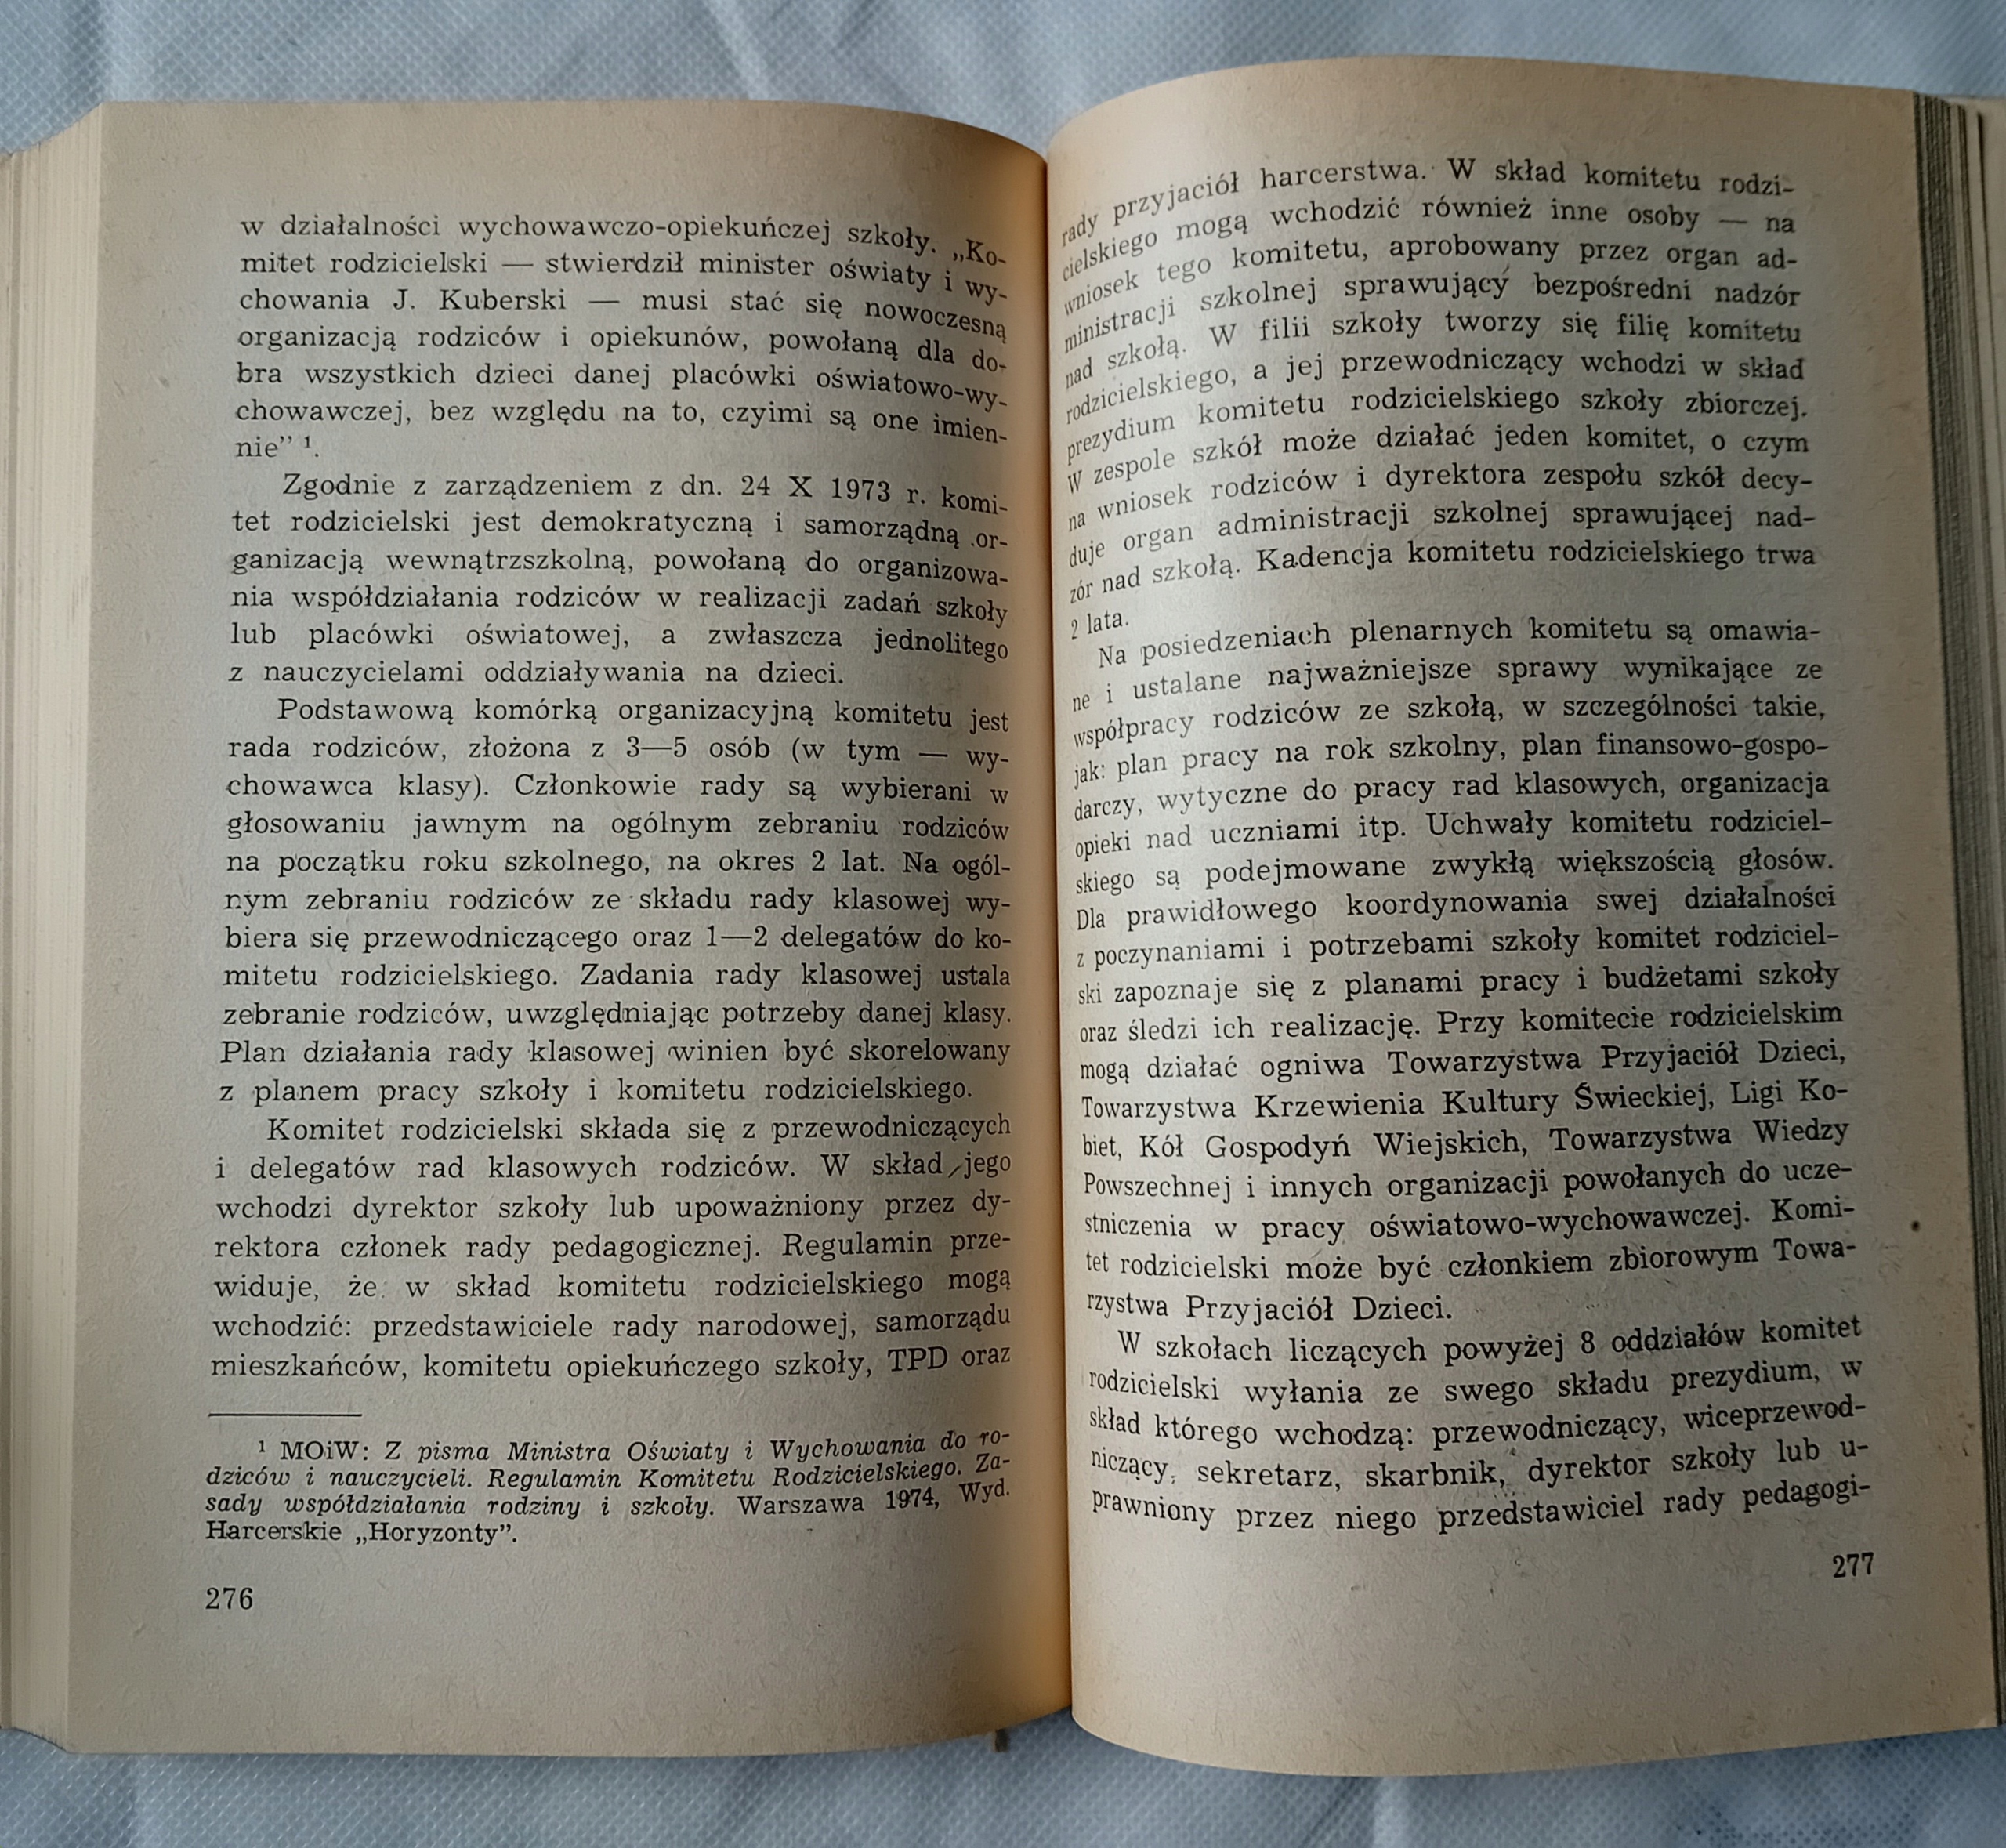 w działalności wychowawczo-opiekuńczej szkoły. „Ko-
mitet rodzicielski — stwierdził minister oświaty i wy-
chowania J. Kuberski — musi stać się nowoczesną
organizacją rodziców i opiekunów, powołaną dla do-
bra wszystkich dzieci danej placówki oświatowo-wy-
chowawczej, bez względu na to, czyimi są one imien-
nie” ¹.
Zgodnie z zarządzeniem z dn. 24 X 1973 r. komi-
tet rodzicielski jest demokratyczną i samorządną or-
ganizacją wewnątrzszkolną, powołaną do organizowa-
nia współdziałania rodziców w realizacji zadań szkoły
lub placówki oświatowej, a zwłaszcza jednolitego
z nauczycielami oddziaływania na dzieci.
Podstawową komórką organizacyjną komitetu jest
rada rodziców, złożona z 3—5 osób (w tym — wy-
chowawca klasy). Członkowie rady są wybierani w
głosowaniu jawnym na ogólnym zebraniu rodziców
na początku roku szkolnego, na okres 2 lat. Na ogól-
nym zebraniu rodziców ze składu rady klasowej wy-
biera się przewodniczącego oraz 1—2 delegatów do ko-
mitetu rodzicielskiego. Zadania rady klasowej ustala
zebranie rodziców, uwzględniając potrzeby danej klasy.
Plan działania rady klasowej winien być skorelowany
z planem pracy szkoły i komitetu rodzicielskiego.
Komitet rodzicielski składa się z przewodniczących
i delegatów rad klasowych rodziców. W skład jego
wchodzi dyrektor szkoły lub upoważniony przez dy-
rektora członek rady pedagogicznej. Regulamin prze-
widuje, że w skład komitetu rodzicielskiego mogą
wchodzić: przedstawiciele rady narodowej, samorządu
mieszkańców, komitetu opiekuńczego szkoły, TPD oraz
¹ MOiW: Z pisma Ministra Oświaty i Wychowania do ro-
dziców i nauczycieli. Regulamin Komitetu Rodzicielskiego. Za-
sady współdziałania rodziny i szkoły. Warszawa 1974, Wyd.
Harcerskie „Horyzonty”.
276
rady przyjaciół harcerstwa. W skład komitetu rodzi-
cielskiego mogą wchodzić również inne osoby — na
wniosek tego komitetu, aprobowany przez organ ad-
ministracji szkolnej sprawujący bezpośredni nadzór
nad szkołą. W filii szkoły tworzy się filię komitetu
rodzicielskiego, a jej przewodniczący wchodzi w skład
prezydium komitetu rodzicielskiego szkoły zbiorczej.
W zespole szkół może działać jeden komitet, o czym
na wniosek rodziców i dyrektora zespołu szkół decy-
duje organ administracji szkolnej sprawującej nad-
zór nad szkołą. Kadencja komitetu rodzicielskiego trwa
2 lata.
Na posiedzeniach plenarnych komitetu są omawia-
ne i ustalane najważniejsze sprawy wynikające ze
współpracy rodziców ze szkołą, w szczególności takie,
jak: plan pracy na rok szkolny, plan finansowo-gospo-
darczy, wytyczne do pracy rad klasowych, organizacja
opieki nad uczniami itp. Uchwały komitetu rodziciel-
skiego są podejmowane zwykłą większością głosów.
Dla prawidłowego koordynowania swej działalności
z poczynaniami i potrzebami szkoły komitet rodziciel-
ski zapoznaje się z planami pracy i budżetami szkoły
oraz śledzi ich realizację. Przy komitecie rodzicielskim
mogą działać ogniwa Towarzystwa Przyjaciół Dzieci,
Towarzystwa Krzewienia Kultury Świeckiej, Ligi Ko-
biet, Kół Gospodyń Wiejskich, Towarzystwa Wiedzy
Powszechnej i innych organizacji powołanych do ucze-
stniczenia w pracy oświatowo-wychowawczej. Komi-
tet rodzicielski może być członkiem zbiorowym Towa-
rzystwa Przyjaciół Dzieci.
W szkołach liczących powyżej 8 oddziałów komitet
rodzicielski wyłania ze swego składu prezydium, w
skład którego wchodzą: przewodniczący, wiceprzewod-
niczący, sekretarz, skarbnik, dyrektor szkoły lub u-
prawniony przez niego przedstawiciel rady pedagogi-
277